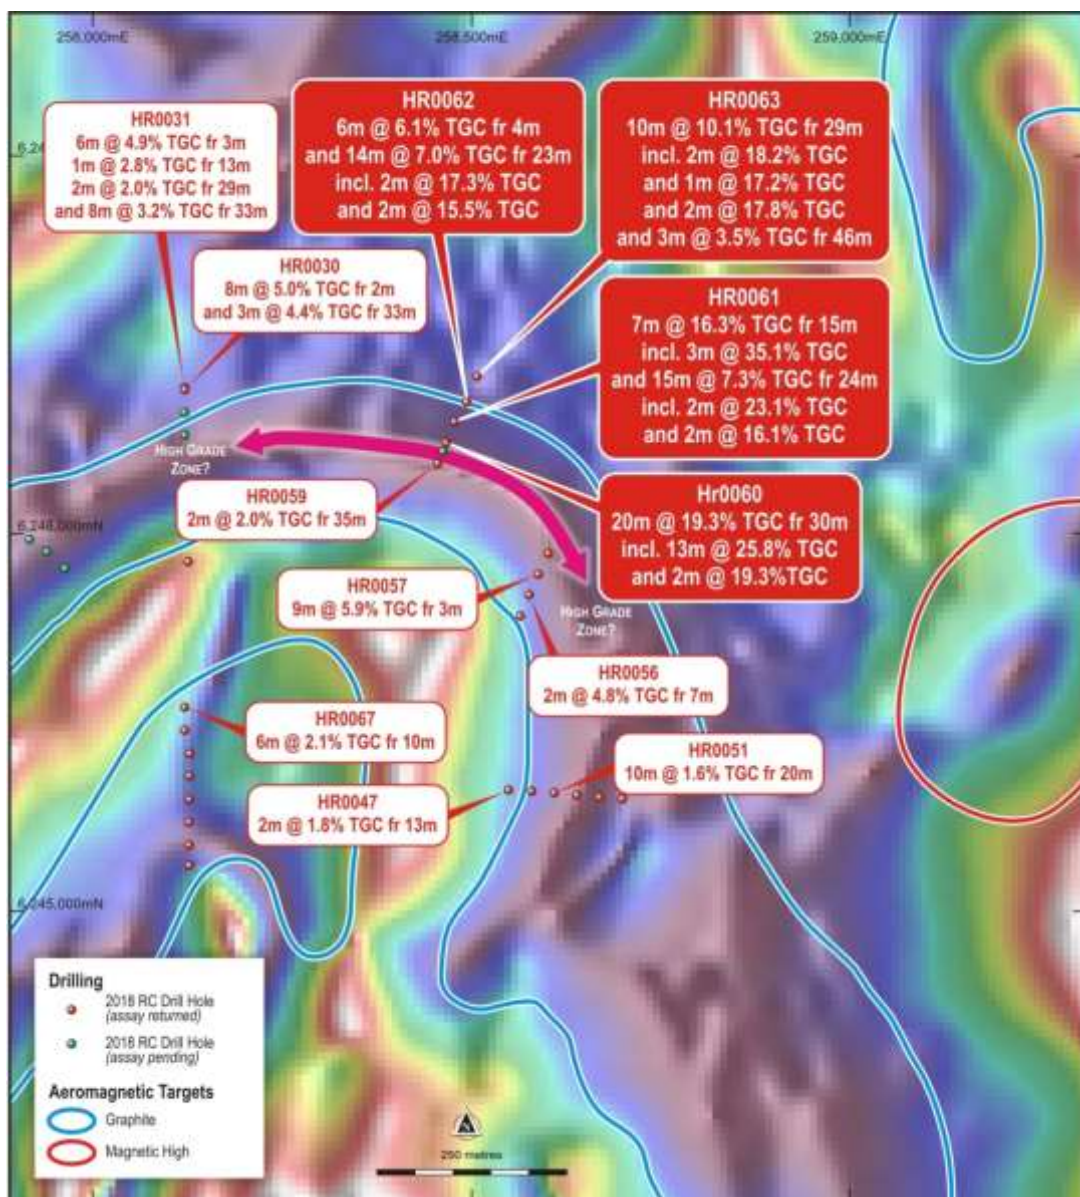 258,000mE
258,500mE
259,000mE
HR0031
6m @ 4.9% TGC fr 3m
1m @ 2.8% TGC fr 13m
2m @ 2.0% TGC fr 29m
and 8m @ 3.2% TGC fr 33m
HR0062
6m @ 6.1% TGC fr 4m
and 14m @ 7.0% TGC fr 23m
incl. 2m @ 17.3% TGC
and 2m @ 15.5% TGC
HR0063
10m @ 10.1% TGC fr 29m
incl. 2m @ 18.2% TGC
and 1m @ 17.2% TGC
and 2m @ 17.8% TGC
and 3m @ 3.5% TGC fr 46m
HR0030
8m @ 5.0% TGC fr 2m
and 3m @ 4.4% TGC fr 33m
HR0061
7m @ 16.3% TGC fr 15m
incl. 3m @ 35.1% TGC
and 15m @ 7.3% TGC fr 24m
incl. 2m @ 23.1% TGC
and 2m @ 16.1% TGC
HIGH GRADE
ZONE?
HR0059
2m @ 2.0% TGC fr 35m
Hr0060
20m @ 19.3% TGC fr 30m
incl. 13m @ 25.8% TGC
and 2m @ 19.3%TGC
HR0057
9m @ 5.9% TGC fr 3m
HIGH GRADE
ZONE?
HR0056
2m @ 4.8% TGC fr 7m
HR0067
6m @ 2.1% TGC fr 10m
HR0051
10m @ 1.6% TGC fr 20m
HR0047
2m @ 1.8% TGC fr 13m
6,245,000mN
Drilling
2018 RC Drill Hole
(assay returned)
2018 RC Drill Hole
(assay pending)
Aeromagnetic Targets
Graphite
Magnetic High
N
250 metres